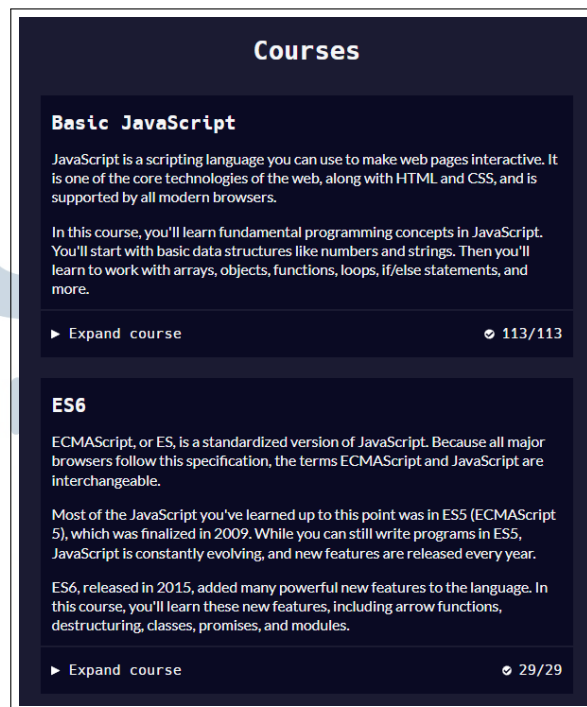 Courses
Basic JavaScript
JavaScript is a scripting language you can use to make web pages interactive. It
is one of the core technologies of the web, along with HTML and CSS, and is
supported by all modern browsers.
In this course, you'll learn fundamental programming concepts in JavaScript.
You'll start with basic data structures like numbers and strings. Then you'll
learn to work with arrays, objects, functions, loops, if/else statements, and
more.
▶ Expand course 113/113
ES6
ECMAScript, or ES, is a standardized version of JavaScript. Because all major
browsers follow this specification, the terms ECMAScript and JavaScript are
interchangeable.
Most of the JavaScript you've learned up to this point was in ES5 (ECMAScript
5), which was finalized in 2009. While you can still write programs in ES5,
JavaScript is constantly evolving, and new features are released every year.
ES6, released in 2015, added many powerful new features to the language. In
this course, you'll learn these new features, including arrow functions,
destructuring, classes, promises, and modules.
▶ Expand course 29/29